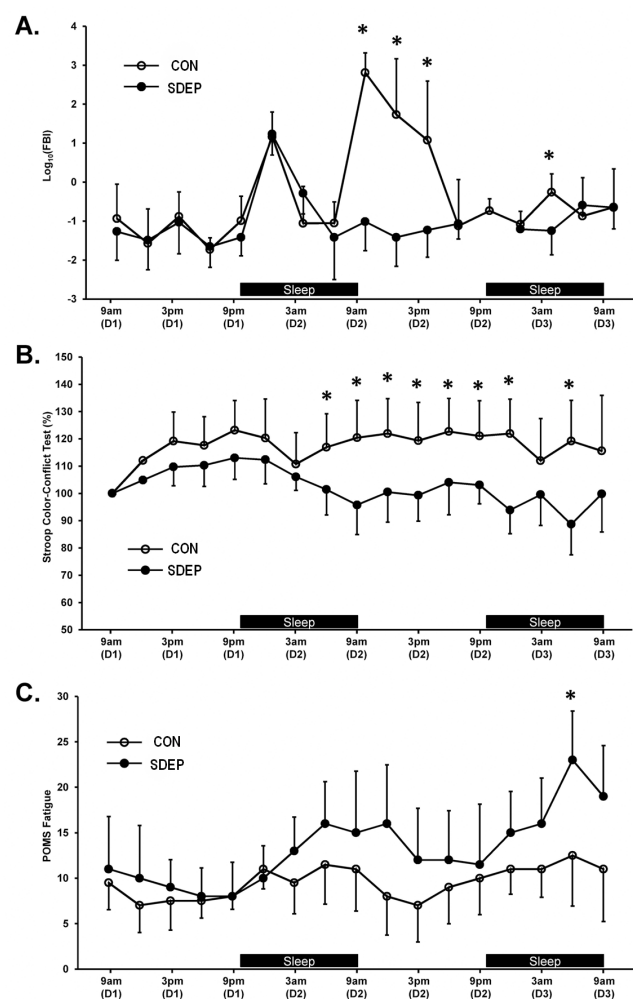 A.
4
*
*
*
CON
3
SDEP
2
1
*
Log10(FBI)
0
-1
-2
-3
Sleep
Sleep
9am 3pm 9pm 3am 9am 3pm 9pm 3am 9am
(D1) (D1) (D1) (D2) (D2) (D2) (D2) (D3) (D3)
B.
150
140
* * * * * * * *
130
120
110
100
Stroop Color-Conflict Test (%)
90
80
CON
70
SDEP
60
Sleep
Sleep
50
9am 3pm 9pm 3am 9am 3pm 9pm 3am 9am
(D1) (D1) (D1) (D2) (D2) (D2) (D2) (D3) (D3)
C.
30
*
CON
25
SDEP
20
POMS Fatigue
15
10
5
Sleep
Sleep
0
9am 3pm 9pm 3am 9am 3pm 9pm 3am 9am
(D1) (D1) (D1) (D2) (D2) (D2) (D2) (D3) (D3)